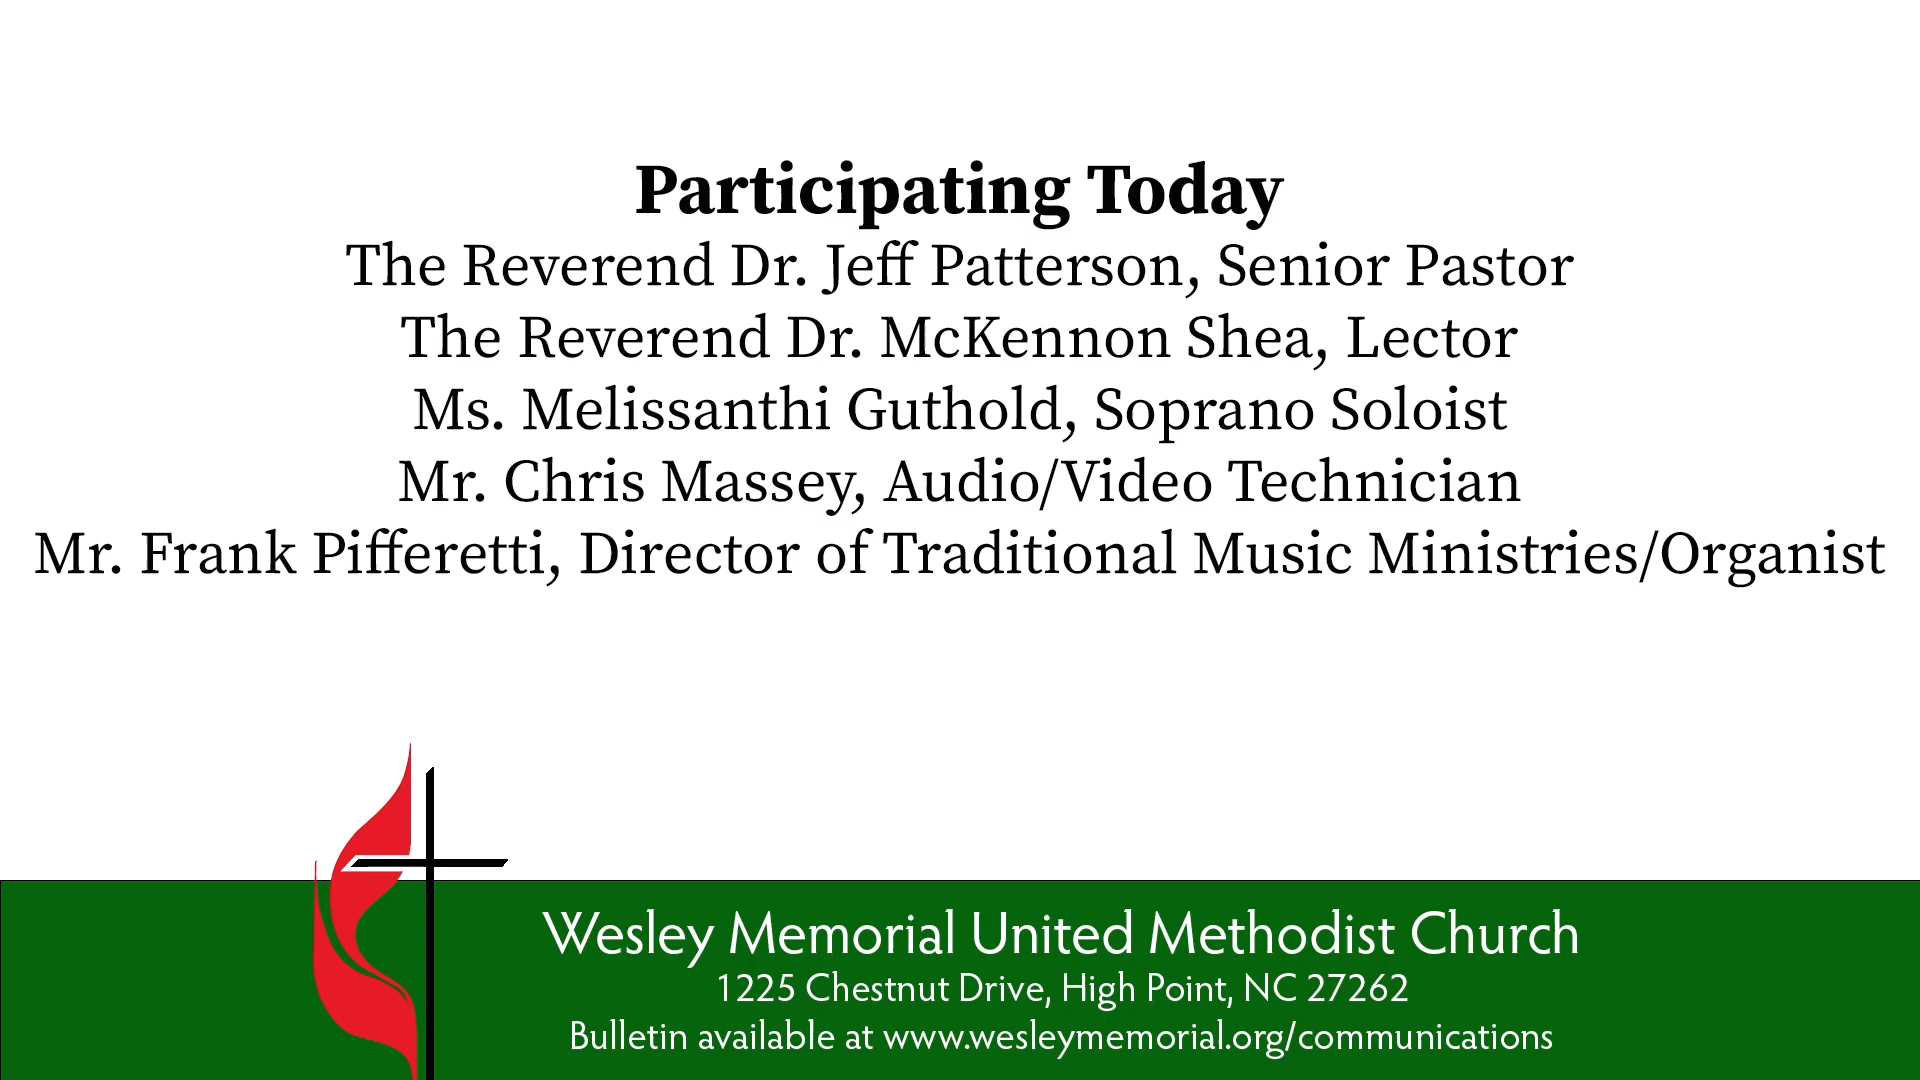 Participating Today
The Reverend Dr. Jeff Patterson, Senior Pastor
The Reverend Dr. McKennon Shea, Lector
Ms. Melissanthi Guthold, Soprano Soloist
Mr. Chris Massey, Audio/Video Technician
Mr. Frank Pifferetti, Director of Traditional Music Ministries/Organist
Wesley Memorial United Methodist Church
1225 Chestnut Drive, High Point, NC 27262
Bulletin available at www.wesleymemorial.org/communications